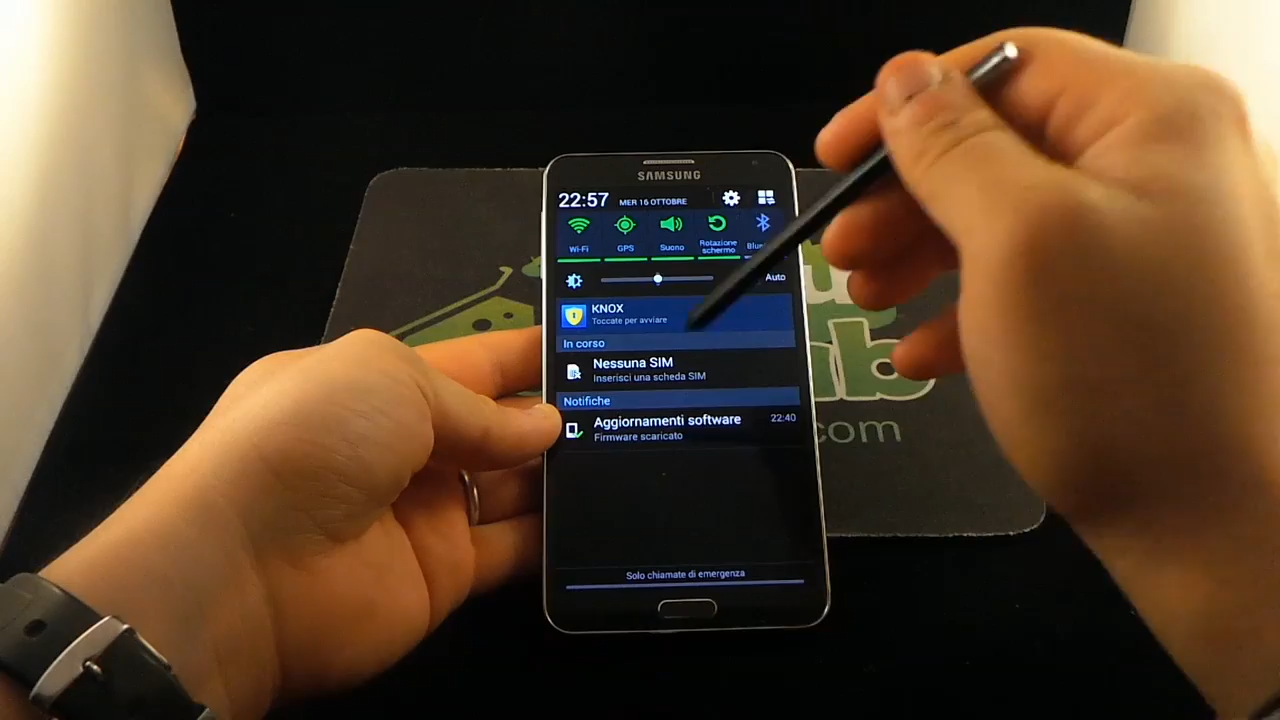 SAMSUNG
22:57 MER 16 OTTOBRE
Wi-Fi GPS Suono Rotazione schermo
Auto
KNOX
Toccate per avviare
In corso
Nessuna SIM
Inserisci una scheda SIM
Notifiche
Aggiornamenti software 22:40
Firmware scaricato
.com
Solo chiamate di emergenza